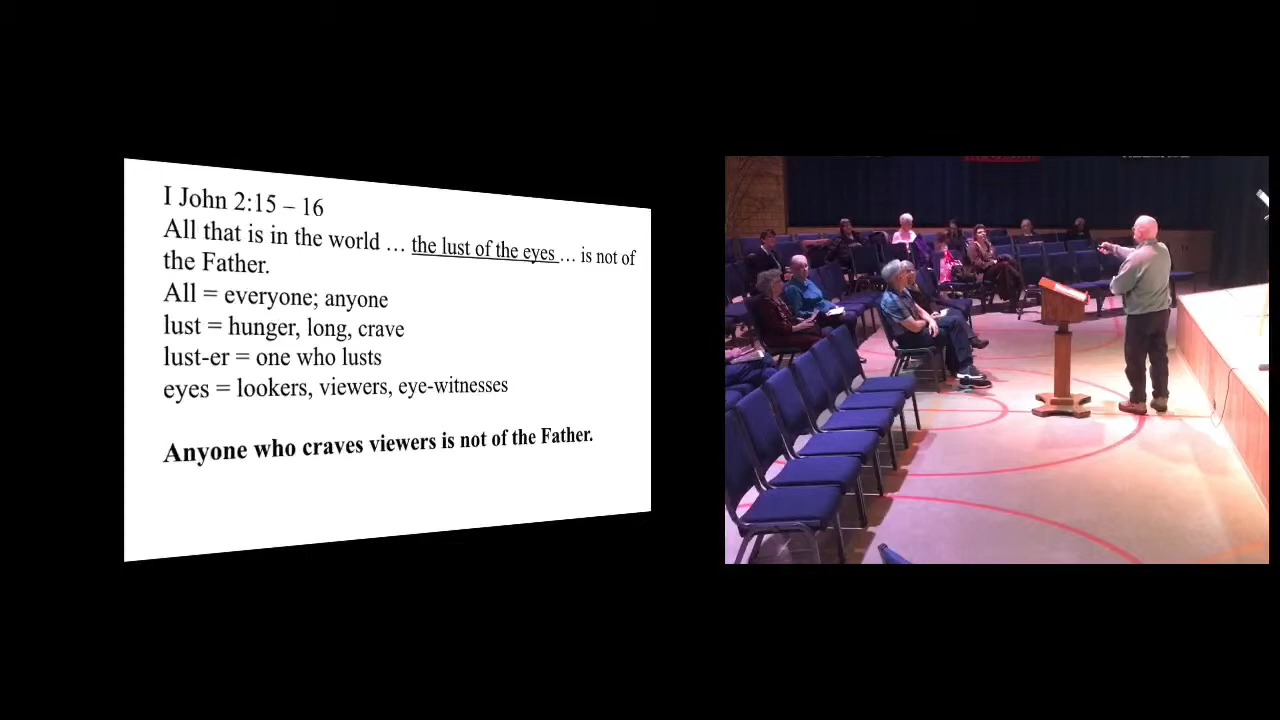 I John 2:15 – 16
All that is in the world … the lust of the eyes … is not of
the Father.
All = everyone; anyone
lust = hunger, long, crave
lust-er = one who lusts
eyes = lookers, viewers, eye-witnesses
Anyone who craves viewers is not of the Father.